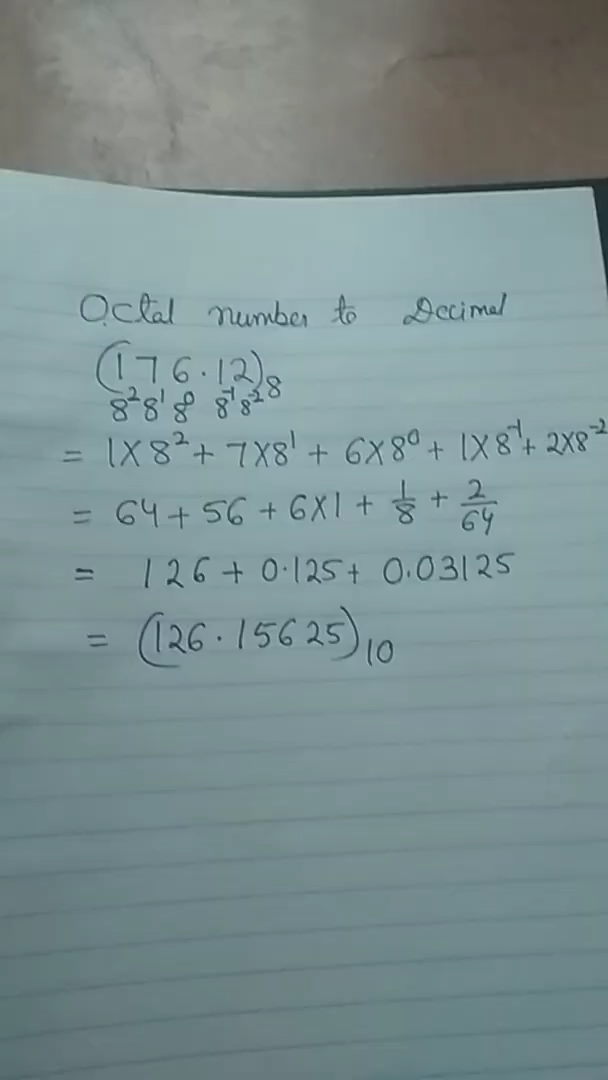 Octal number to Decimal
(176.12)₈
8² 8¹ 8⁰ 8⁻¹ 8⁻²
= 1×8² + 7×8¹ + 6×8⁰ + 1×8⁻¹ + 2×8⁻²
= 64 + 56 + 6×1 + 1/8 + 2/64
= 126 + 0.125 + 0.03125
= (126.15625)₁₀